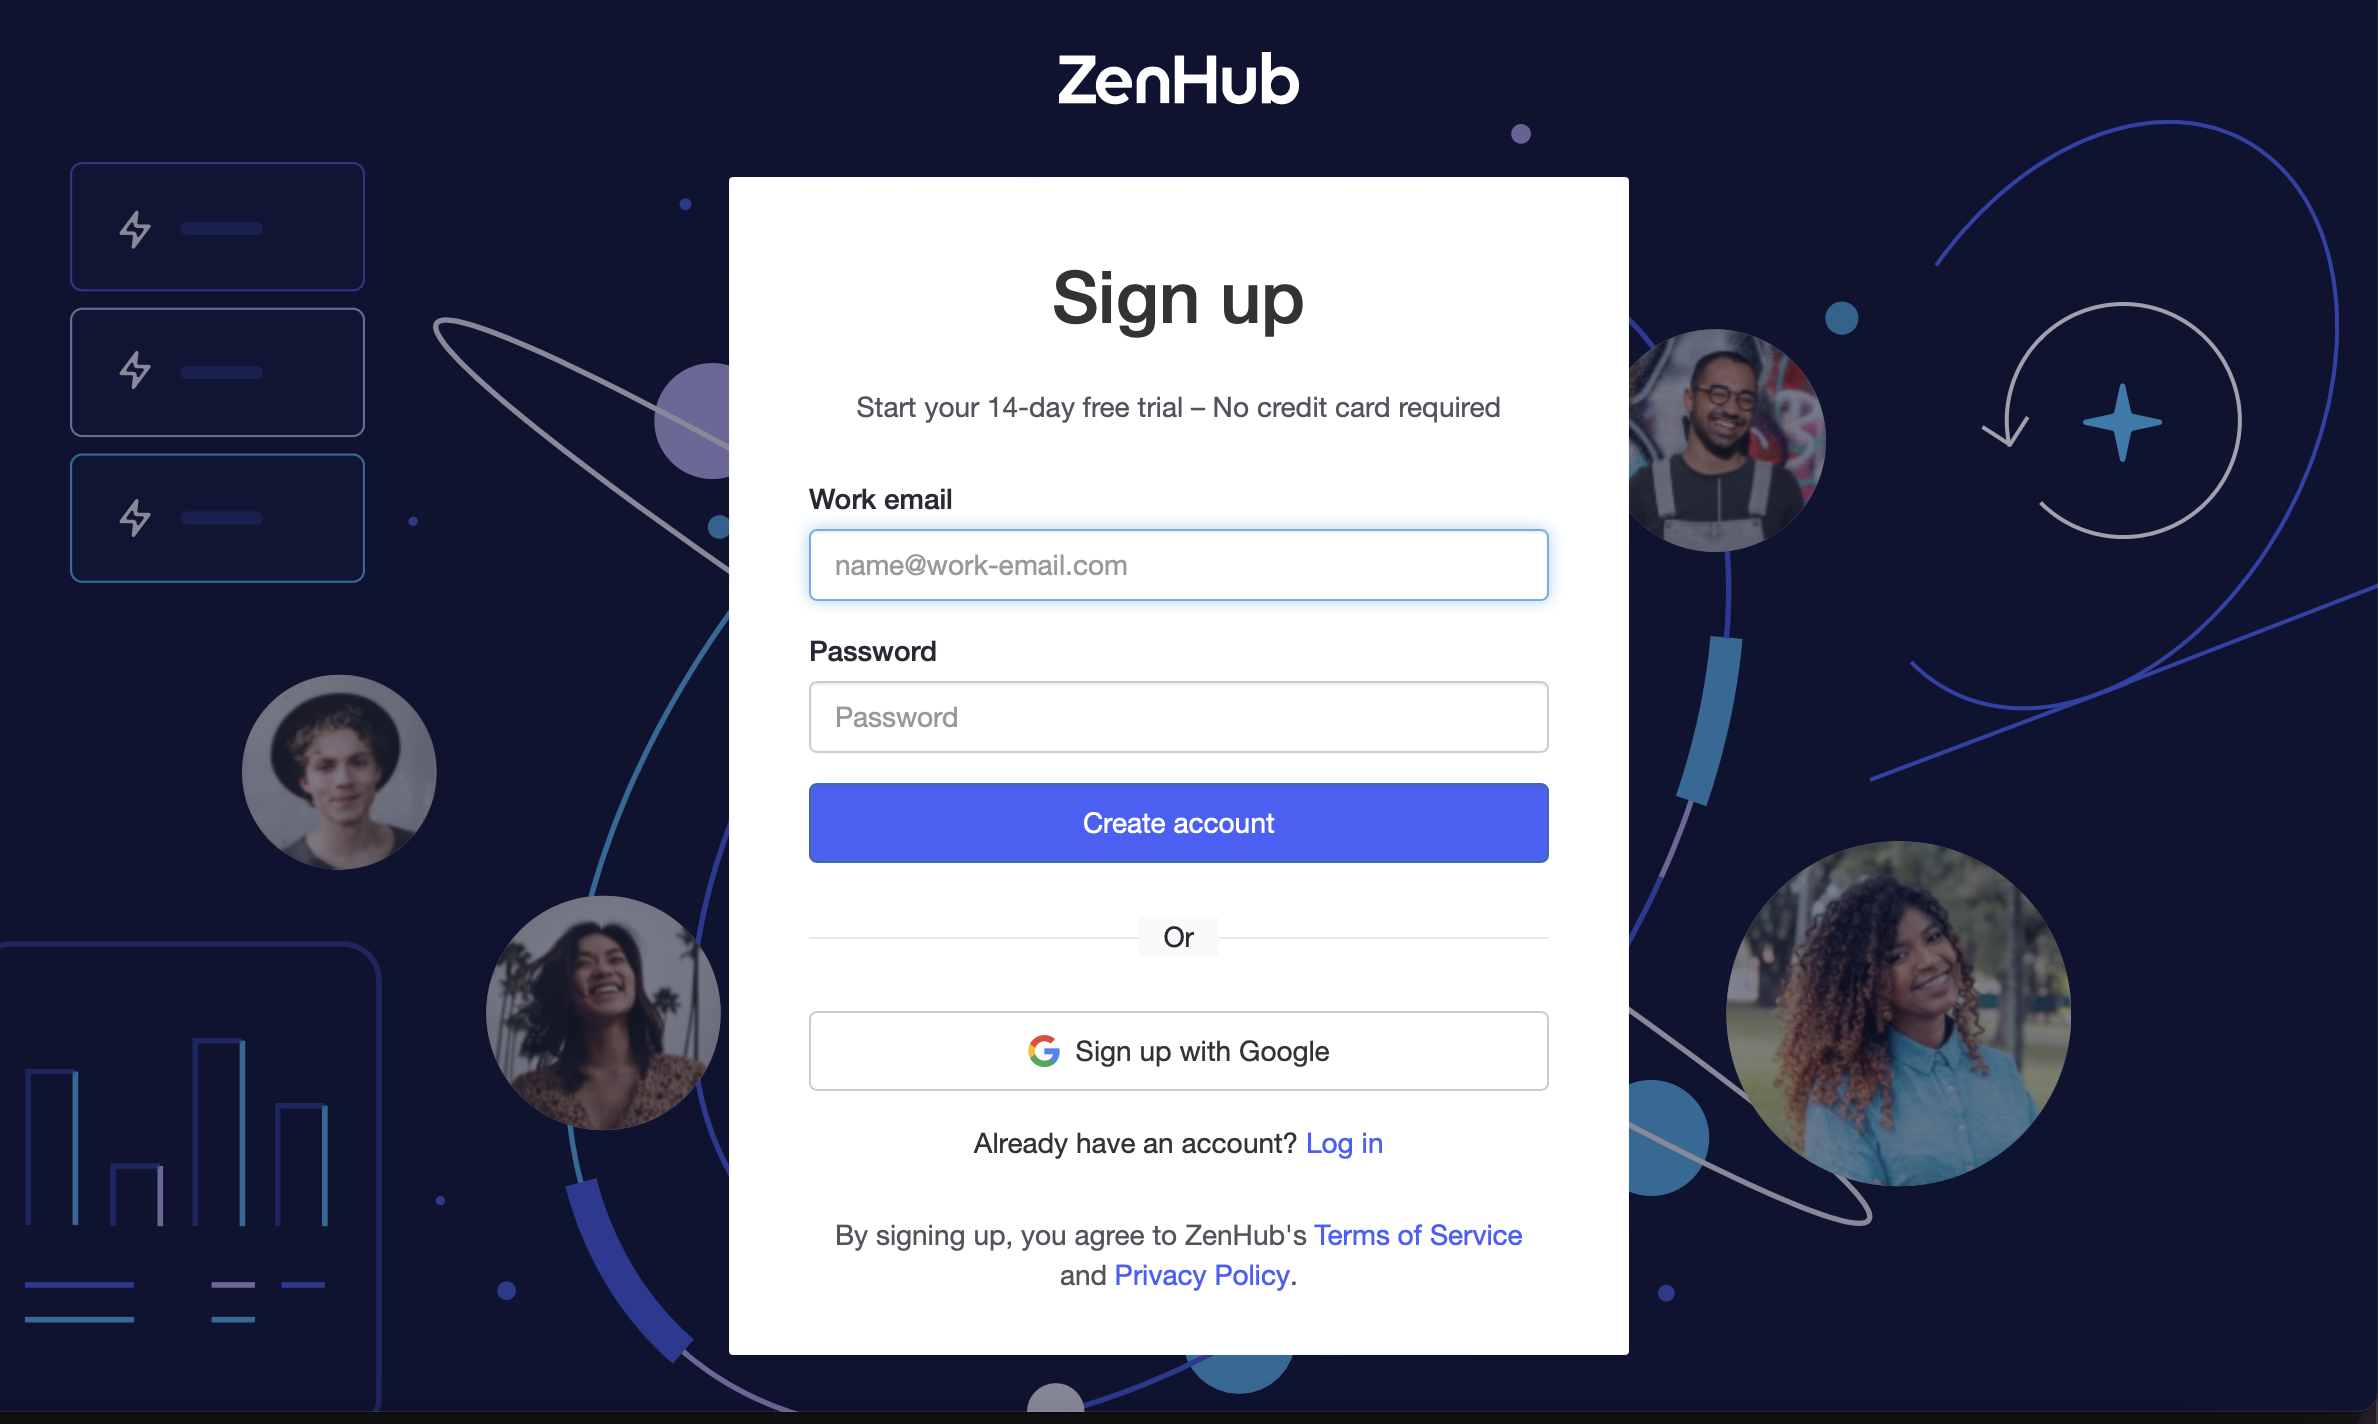 ZenHub
Sign up
Start your 14-day free trial – No credit card required
Work email
name@work-email.com
Password
Password
Create account
Or
Sign up with Google
Already have an account? Log in
By signing up, you agree to ZenHub's Terms of Service
and Privacy Policy.